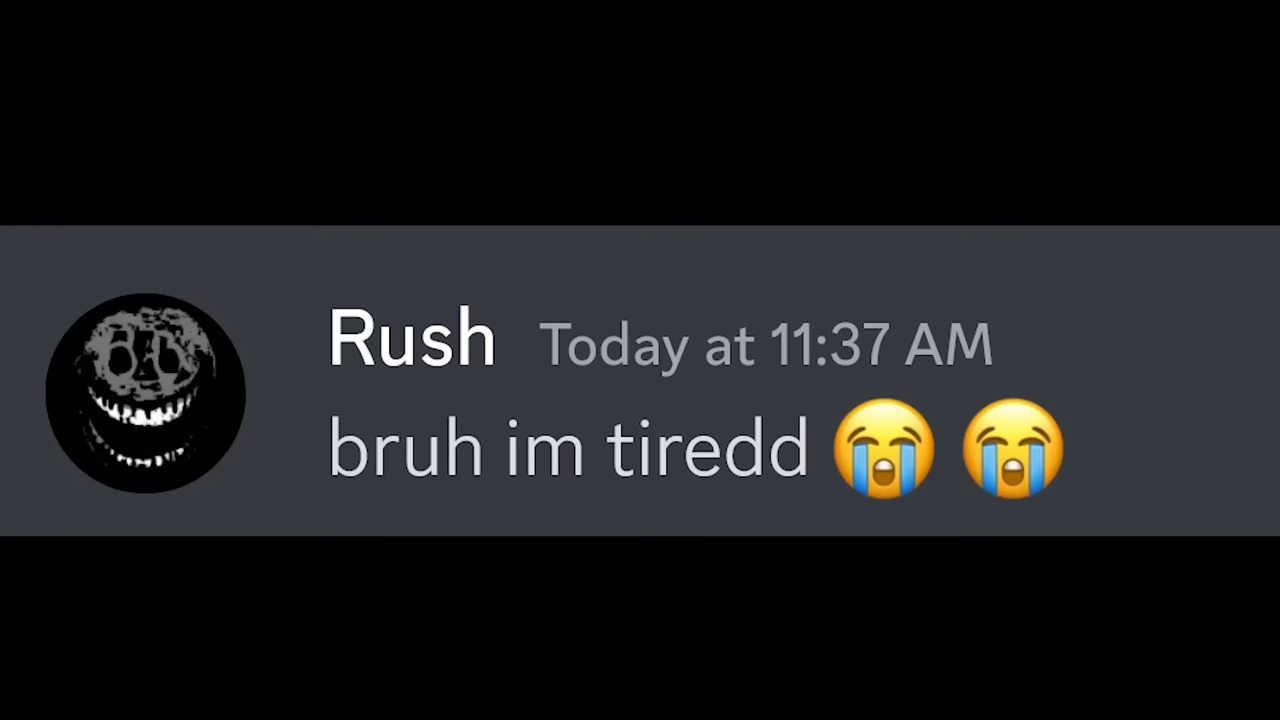 Rush Today at 11:37 AM
bruh im tiredd 😭 😭